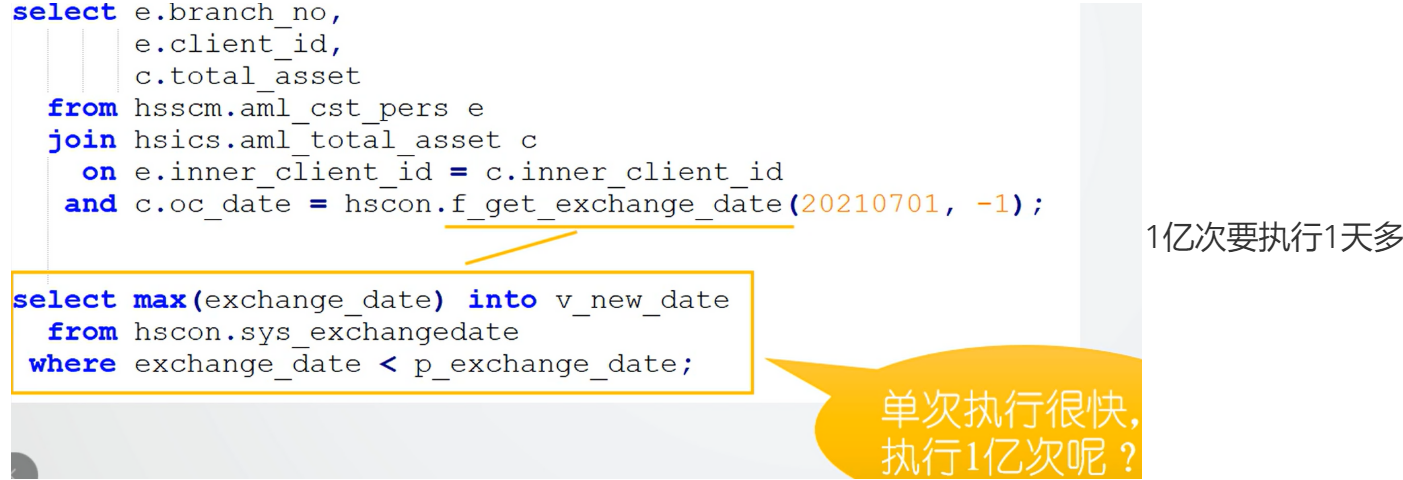 select e.branch_no,
e.client_id,
c.total_asset
from hsscm.aml_cst_pers e
join hsics.aml_total_asset c
on e.inner_client_id = c.inner_client_id
and c.oc_date = hscon.f_get_exchange_date(20210701, -1);
1亿次要执行1天多
select max(exchange_date) into v_new_date
from hscon.sys_exchangedate
where exchange_date < p_exchange_date;
单次执行很快,
执行1亿次呢？